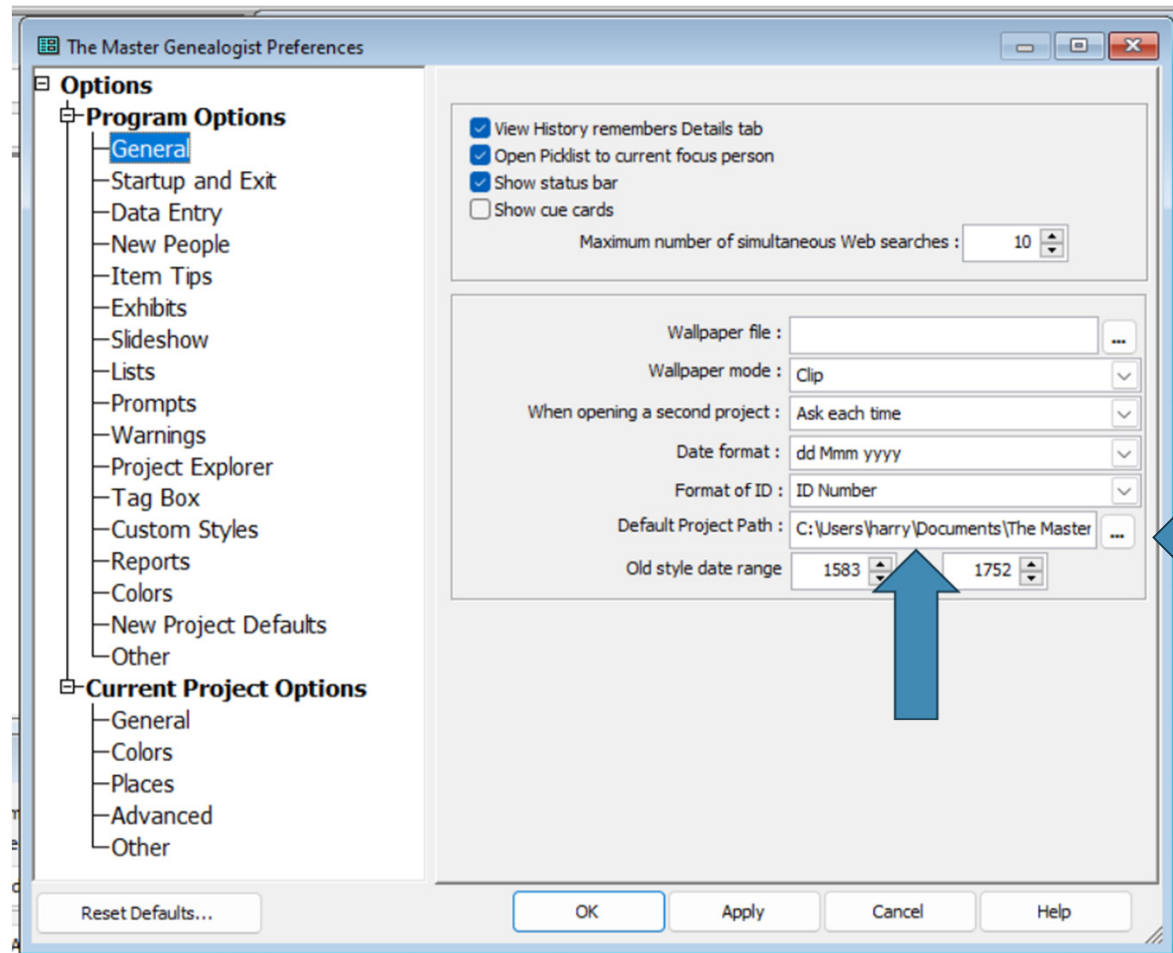 The Master Genealogist Preferences
Options
Program Options
General
Startup and Exit
Data Entry
New People
Item Tips
Exhibits
Slideshow
Lists
Prompts
Warnings
Project Explorer
Tag Box
Custom Styles
Reports
Colors
New Project Defaults
Other
Current Project Options
General
Colors
Places
Advanced
Other
View History remembers Details tab
Open Picklist to current focus person
Show status bar
Show cue cards
Maximum number of simultaneous Web searches : 10
Wallpaper file : ...
Wallpaper mode : Clip
When opening a second project : Ask each time
Date format : dd Mmm yyyy
Format of ID : ID Number
Default Project Path : C:\Users\harry\Documents\The Master ...
Old style date range 1583 1752
Reset Defaults... OK Apply Cancel Help